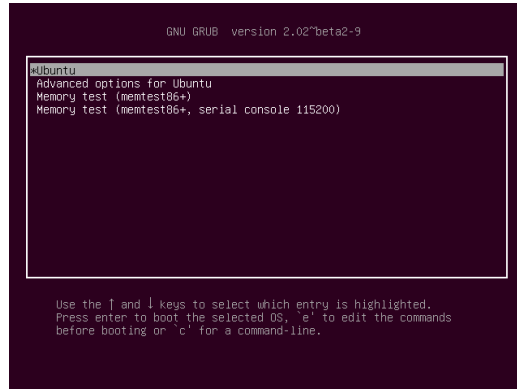 GNU GRUB  version 2.02~beta2-9
*Ubuntu
Advanced options for Ubuntu
Memory test (memtest86+)
Memory test (memtest86+, serial console 115200)
Use the ↑ and ↓ keys to select which entry is highlighted.
Press enter to boot the selected OS, `e' to edit the commands
before booting or `c' for a command-line.